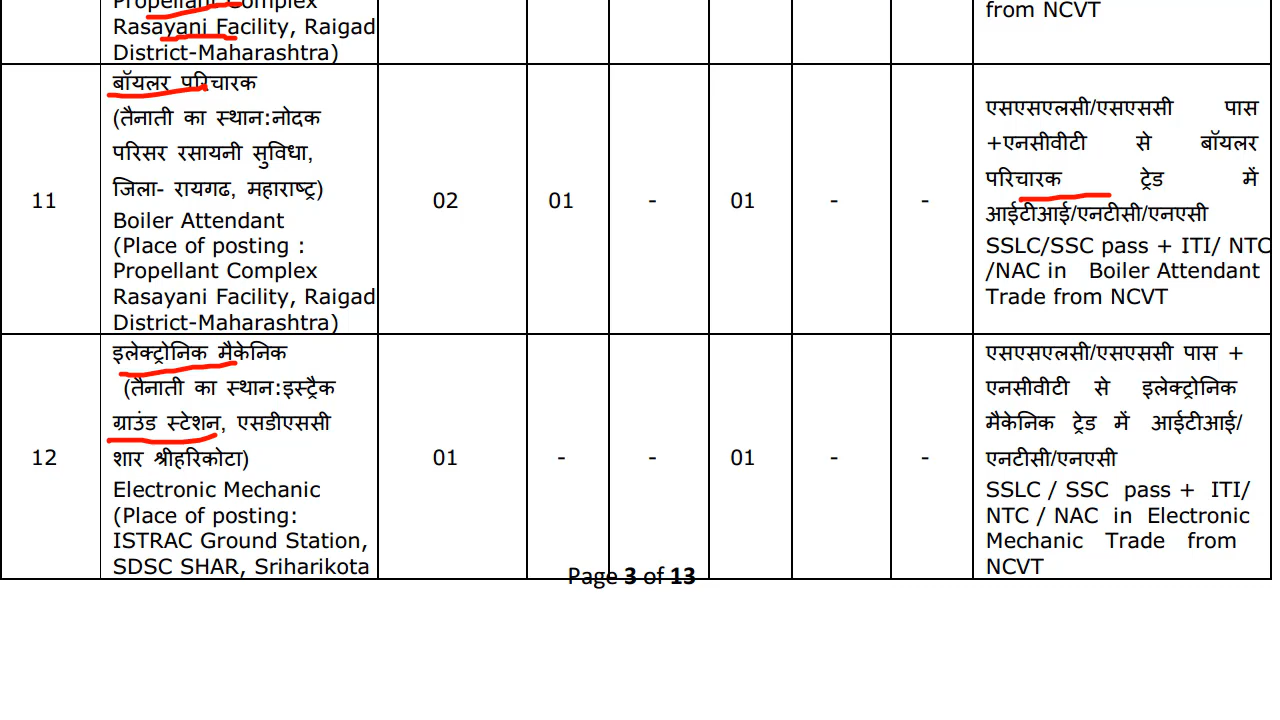 Propellant Complex
Rasayani Facility, Raigad
District-Maharashtra)
from NCVT
11
बॉयलर परिचारक
(तैनाती का स्थान:नोदक
परिसर रसायनी सुविधा,
जिला- रायगढ, महाराष्ट्र)
Boiler Attendant
(Place of posting :
Propellant Complex
Rasayani Facility, Raigad
District-Maharashtra)
02
01
-
01
-
-
एसएसएलसी/एसएससी पास
+एनसीवीटी से बॉयलर
परिचारक ट्रेड में
आईटीआई/एनटीसी/एनएसी
SSLC/SSC pass + ITI/ NTC
/NAC in Boiler Attendant
Trade from NCVT
12
इलेक्ट्रोनिक मैकेनिक
(तैनाती का स्थान:इस्ट्रैक
ग्राउंड स्टेशन, एसडीएससी
शार श्रीहरिकोटा)
Electronic Mechanic
(Place of posting:
ISTRAC Ground Station,
SDSC SHAR, Sriharikota
01
-
-
01
-
-
एसएसएलसी/एसएससी पास +
एनसीवीटी से इलेक्ट्रोनिक
मैकेनिक ट्रेड में आईटीआई/
एनटीसी/एनएसी
SSLC / SSC pass + ITI/
NTC / NAC in Electronic
Mechanic Trade from
NCVT
Page 3 of 13